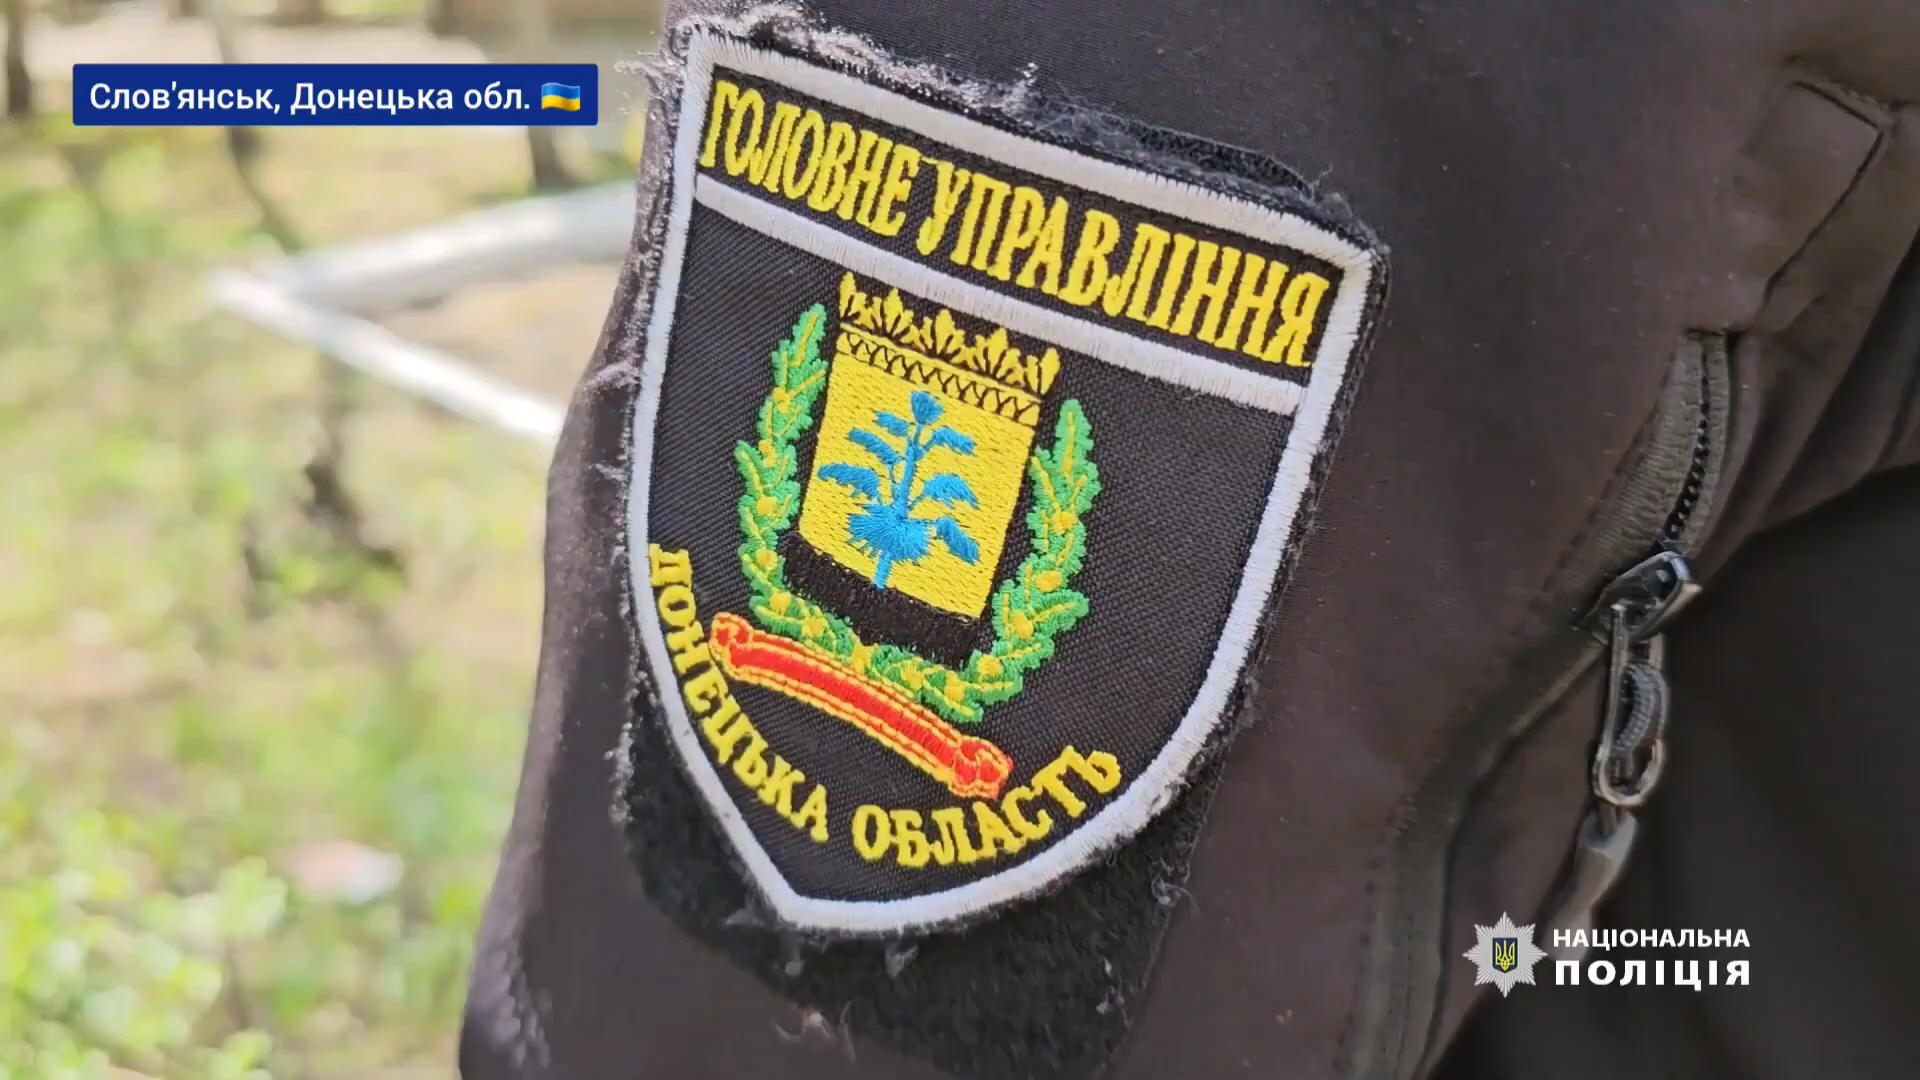 Слов'янськ, Донецька обл. 🇺🇦
ГОЛОВНЕ УПРАВЛІННЯ
ДОНЕЦЬКА ОБЛАСТЬ
НАЦІОНАЛЬНА
ПОЛІЦІЯ